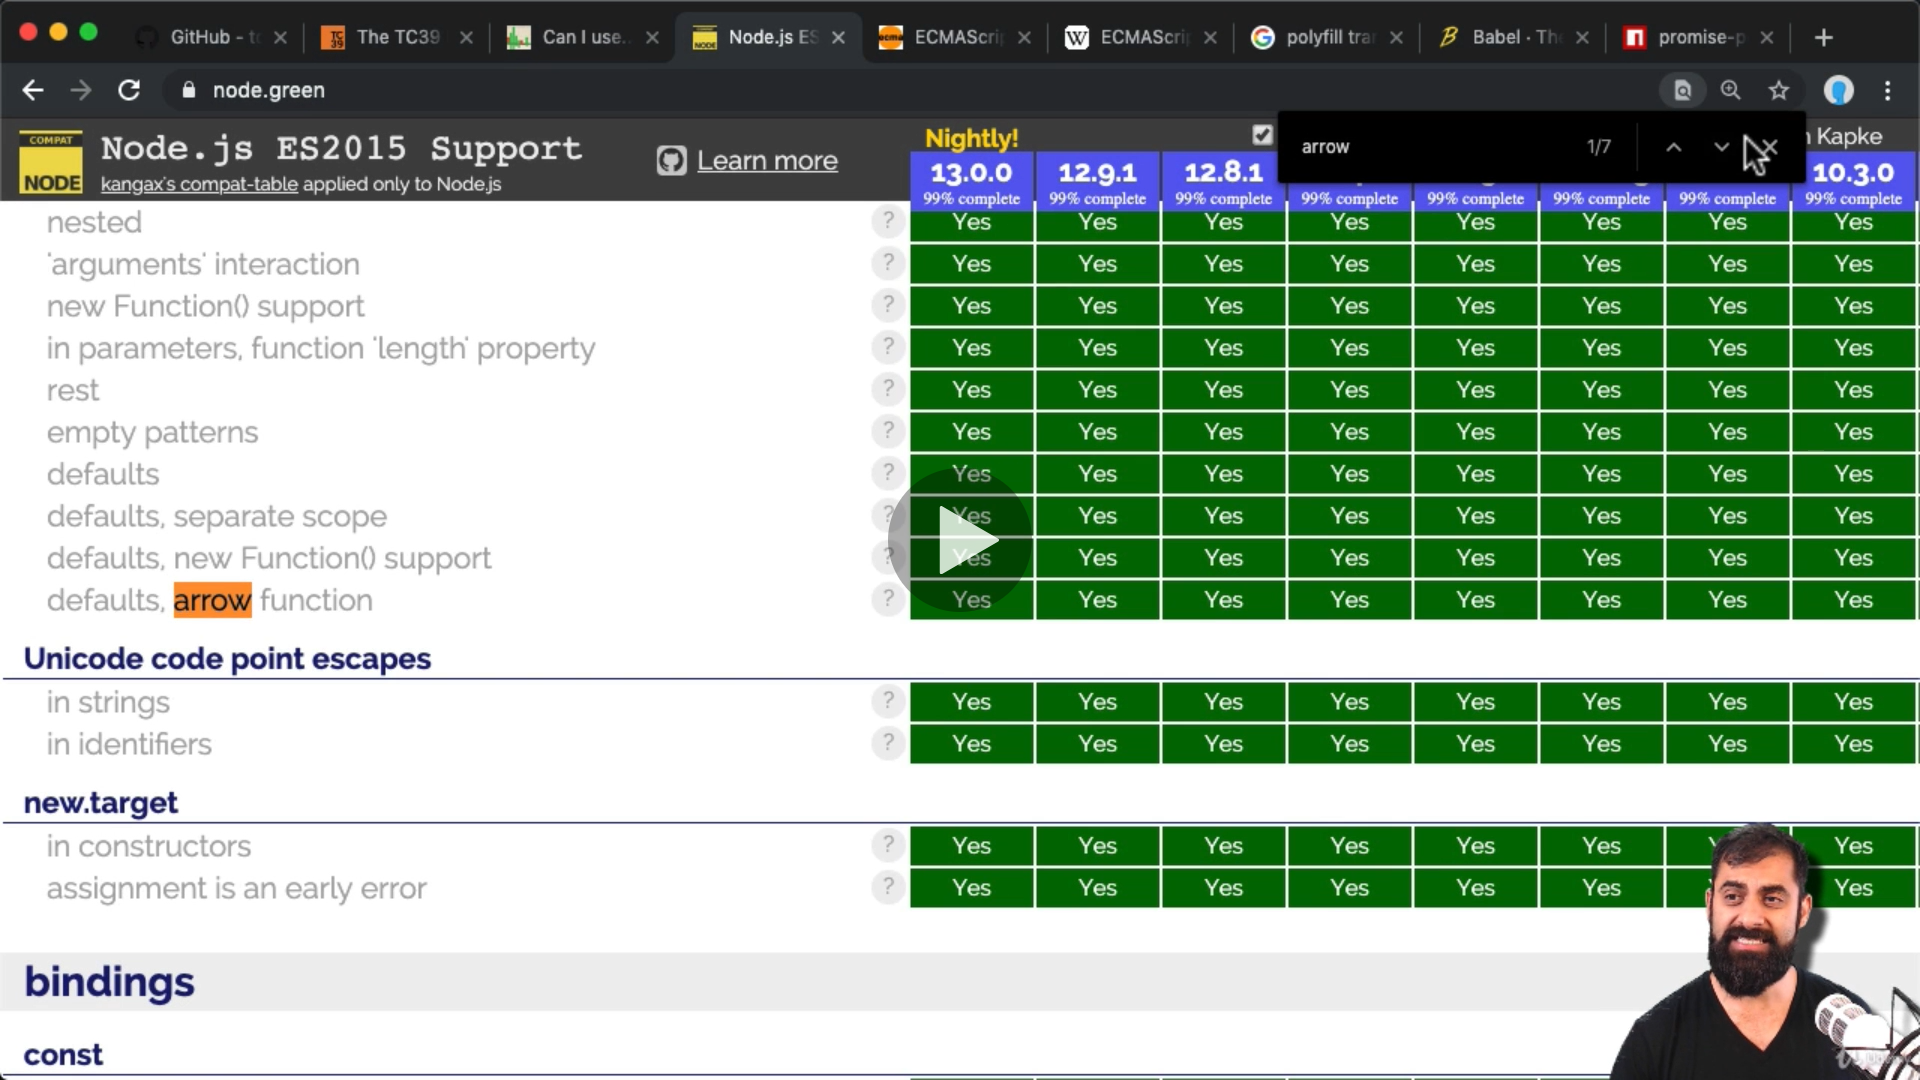 GitHub - tc
The TC39
Can I use..
Node.js ES
ECMAScrip
ECMAScrip
polyfill tra
Babel · The
promise-p
node.green
arrow 1/7
COMPAT
NODE
Node.js ES2015 Support
kangax's compat-table applied only to Node.js
Learn more
Nightly!
Kapke
13.0.0 12.9.1 12.8.1 10.3.0
99% complete 99% complete 99% complete 99% complete 99% complete 99% complete 99% complete 99% complete
nested ? Yes Yes Yes Yes Yes Yes Yes Yes
'arguments' interaction ? Yes Yes Yes Yes Yes Yes Yes Yes
new Function() support ? Yes Yes Yes Yes Yes Yes Yes Yes
in parameters, function 'length' property ? Yes Yes Yes Yes Yes Yes Yes Yes
rest ? Yes Yes Yes Yes Yes Yes Yes Yes
empty patterns ? Yes Yes Yes Yes Yes Yes Yes Yes
defaults ? Yes Yes Yes Yes Yes Yes Yes Yes
defaults, separate scope ? Yes Yes Yes Yes Yes Yes Yes Yes
defaults, new Function() support ? Yes Yes Yes Yes Yes Yes Yes Yes
defaults, arrow function ? Yes Yes Yes Yes Yes Yes Yes Yes
Unicode code point escapes
in strings ? Yes Yes Yes Yes Yes Yes Yes Yes
in identifiers ? Yes Yes Yes Yes Yes Yes Yes Yes
new.target
in constructors ? Yes Yes Yes Yes Yes Yes Yes
assignment is an early error ? Yes Yes Yes Yes Yes Yes Yes
bindings
const